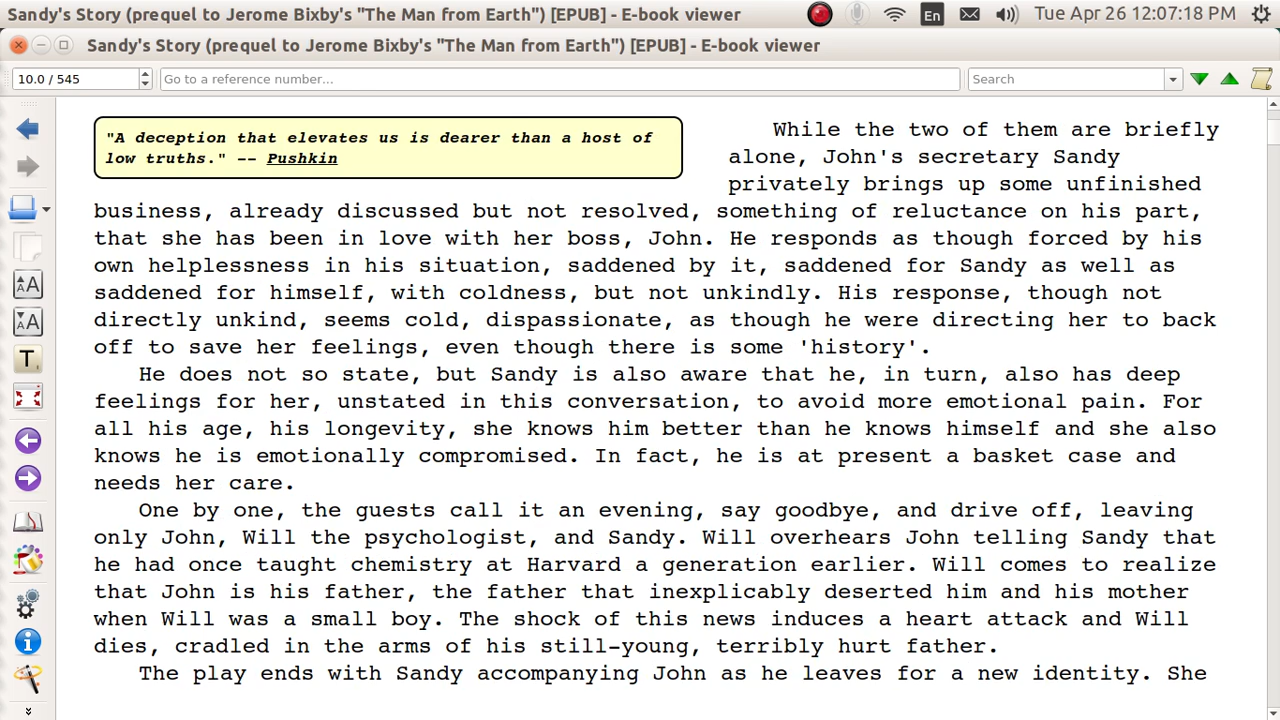 Sandy's Story (prequel to Jerome Bixby's "The Man from Earth") [EPUB] - E-book viewer
En
Tue Apr 26 12:07:18 PM
Sandy's Story (prequel to Jerome Bixby's "The Man from Earth") [EPUB] - E-book viewer
10.0 / 545
Go to a reference number...
Search
"A deception that elevates us is dearer than a host of
low truths." -- Pushkin
While the two of them are briefly
alone, John's secretary Sandy
privately brings up some unfinished
business, already discussed but not resolved, something of reluctance on his part,
that she has been in love with her boss, John. He responds as though forced by his
own helplessness in his situation, saddened by it, saddened for Sandy as well as
saddened for himself, with coldness, but not unkindly. His response, though not
directly unkind, seems cold, dispassionate, as though he were directing her to back
off to save her feelings, even though there is some 'history'.
He does not so state, but Sandy is also aware that he, in turn, also has deep
feelings for her, unstated in this conversation, to avoid more emotional pain. For
all his age, his longevity, she knows him better than he knows himself and she also
knows he is emotionally compromised. In fact, he is at present a basket case and
needs her care.
One by one, the guests call it an evening, say goodbye, and drive off, leaving
only John, Will the psychologist, and Sandy. Will overhears John telling Sandy that
he had once taught chemistry at Harvard a generation earlier. Will comes to realize
that John is his father, the father that inexplicably deserted him and his mother
when Will was a small boy. The shock of this news induces a heart attack and Will
dies, cradled in the arms of his still-young, terribly hurt father.
The play ends with Sandy accompanying John as he leaves for a new identity. She